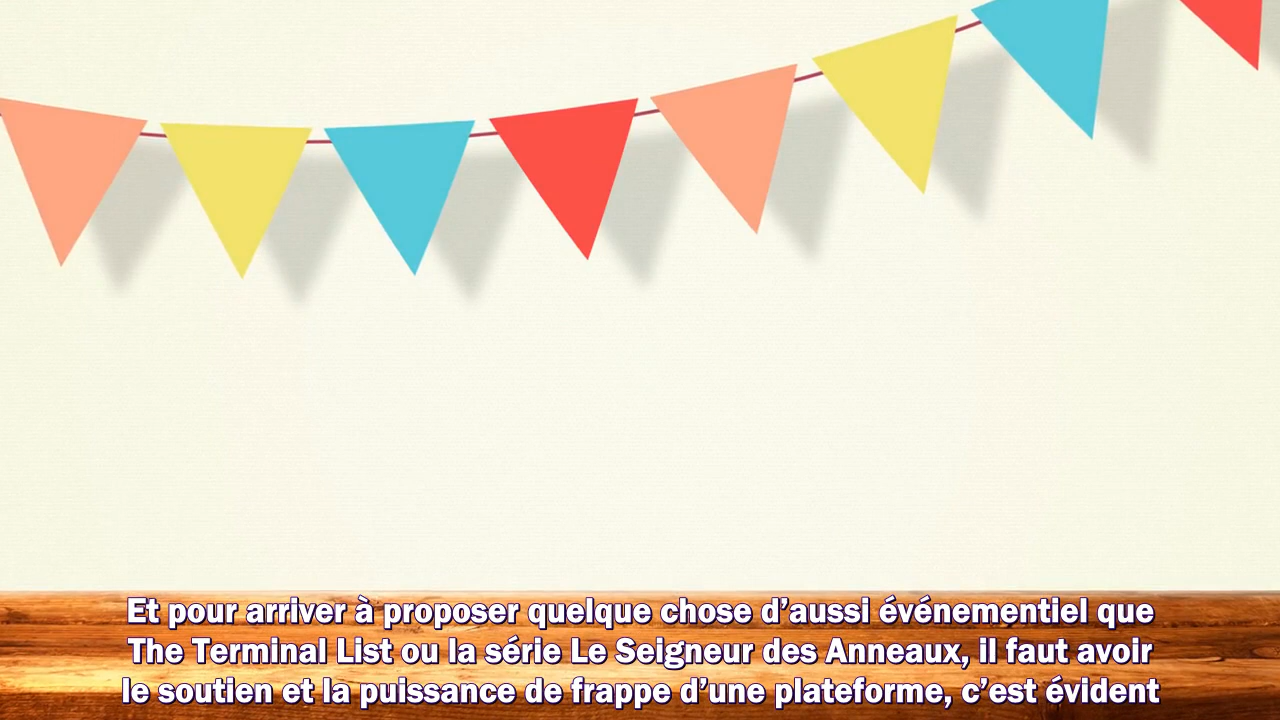 Et pour arriver à proposer quelque chose d’aussi événementiel que
The Terminal List ou la série Le Seigneur des Anneaux, il faut avoir
le soutien et la puissance de frappe d’une plateforme, c’est évident